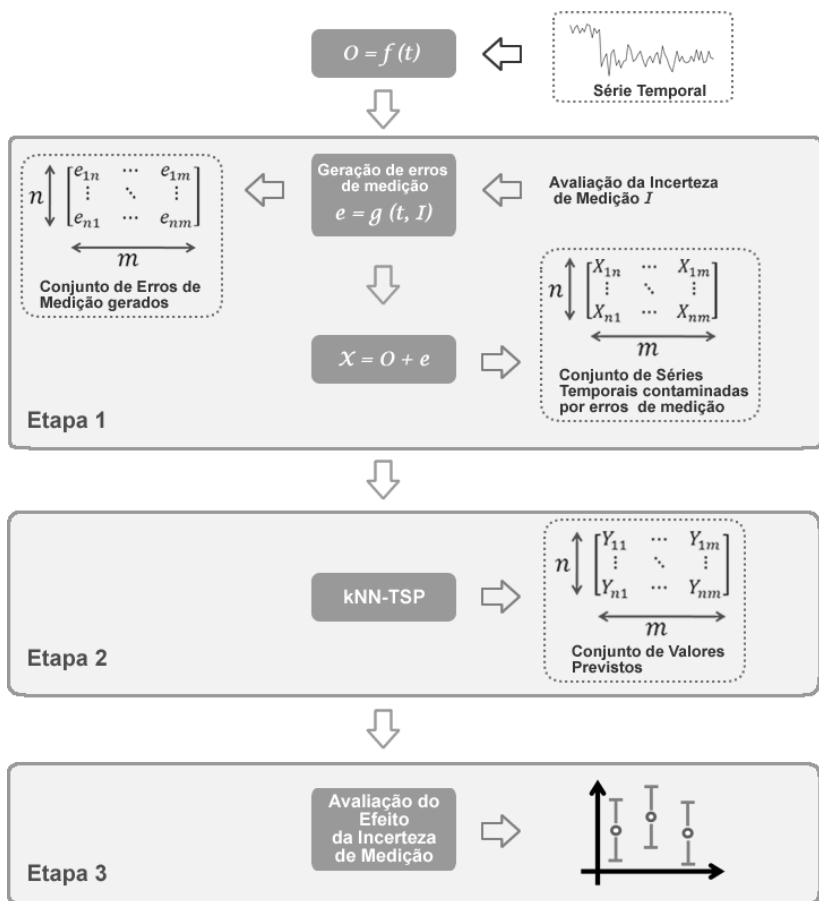 O = f (t)
Série Temporal
n
e1n ⋯ e1m
⋮ ⋱ ⋮
en1 ⋯ enm
m
Conjunto de Erros de
Medição gerados
Geração de erros
de medição
e = g (t, I)
Avaliação da Incerteza
de Medição I
X = O + e
n
X1n ⋯ X1m
⋮ ⋱ ⋮
Xn1 ⋯ Xnm
m
Conjunto de Séries
Temporais contaminadas
por erros de medição
Etapa 1
kNN-TSP
n
Y11 ⋯ Y1m
⋮ ⋱ ⋮
Yn1 ⋯ Ynm
m
Conjunto de Valores
Previstos
Etapa 2
Avaliação do
Efeito
da Incerteza
de Medição
Etapa 3